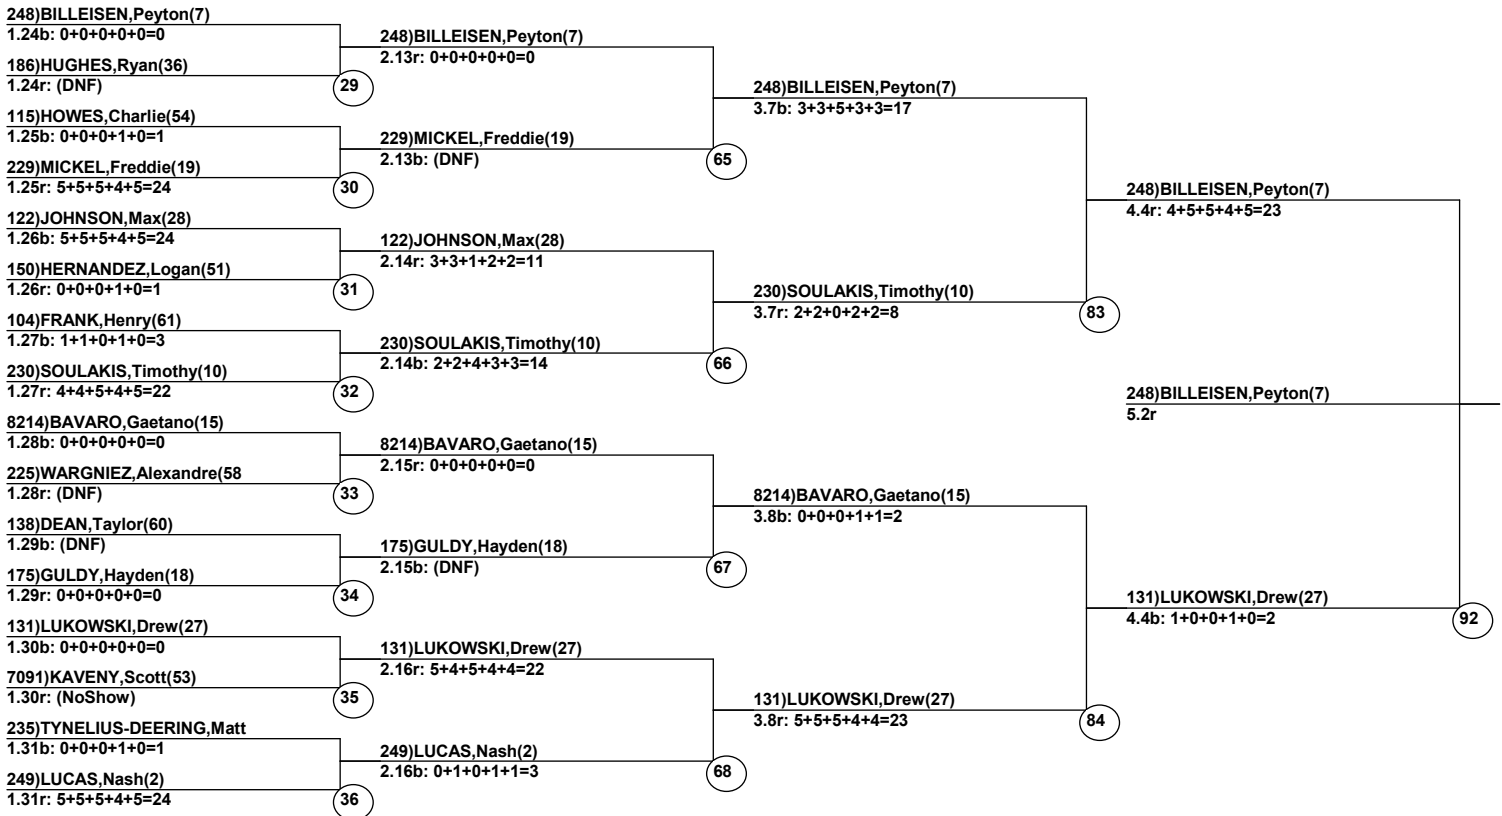 248)BILLEISEN,Peyton(7)
1.24b: 0+0+0+0+0=0
186)HUGHES,Ryan(36)
1.24r: (DNF)
29
115)HOWES,Charlie(54)
1.25b: 0+0+0+1+0=1
229)MICKEL,Freddie(19)
1.25r: 5+5+5+4+5=24
30
122)JOHNSON,Max(28)
1.26b: 5+5+5+4+5=24
150)HERNANDEZ,Logan(51)
1.26r: 0+0+0+1+0=1
31
104)FRANK,Henry(61)
1.27b: 1+1+0+1+0=3
230)SOULAKIS,Timothy(10)
1.27r: 4+4+5+4+5=22
32
8214)BAVARO,Gaetano(15)
1.28b: 0+0+0+0+0=0
225)WARGNIEZ,Alexandre(58
1.28r: (DNF)
33
138)DEAN,Taylor(60)
1.29b: (DNF)
175)GULDY,Hayden(18)
1.29r: 0+0+0+0+0=0
34
131)LUKOWSKI,Drew(27)
1.30b: 0+0+0+0+0=0
7091)KAVENY,Scott(53)
1.30r: (NoShow)
35
235)TYNELIUS-DEERING,Matt
1.31b: 0+0+0+1+0=1
249)LUCAS,Nash(2)
1.31r: 5+5+5+4+5=24
36
248)BILLEISEN,Peyton(7)
2.13r: 0+0+0+0+0=0
229)MICKEL,Freddie(19)
2.13b: (DNF)
65
122)JOHNSON,Max(28)
2.14r: 3+3+1+2+2=11
230)SOULAKIS,Timothy(10)
2.14b: 2+2+4+3+3=14
66
8214)BAVARO,Gaetano(15)
2.15r: 0+0+0+0+0=0
175)GULDY,Hayden(18)
2.15b: (DNF)
67
131)LUKOWSKI,Drew(27)
2.16r: 5+4+5+4+4=22
249)LUCAS,Nash(2)
2.16b: 0+1+0+1+1=3
68
248)BILLEISEN,Peyton(7)
3.7b: 3+3+5+3+3=17
230)SOULAKIS,Timothy(10)
3.7r: 2+2+0+2+2=8
83
8214)BAVARO,Gaetano(15)
3.8b: 0+0+0+1+1=2
131)LUKOWSKI,Drew(27)
3.8r: 5+5+5+4+4=23
84
248)BILLEISEN,Peyton(7)
4.4r: 4+5+5+4+5=23
131)LUKOWSKI,Drew(27)
4.4b: 1+0+0+1+0=2
92
248)BILLEISEN,Peyton(7)
5.2r